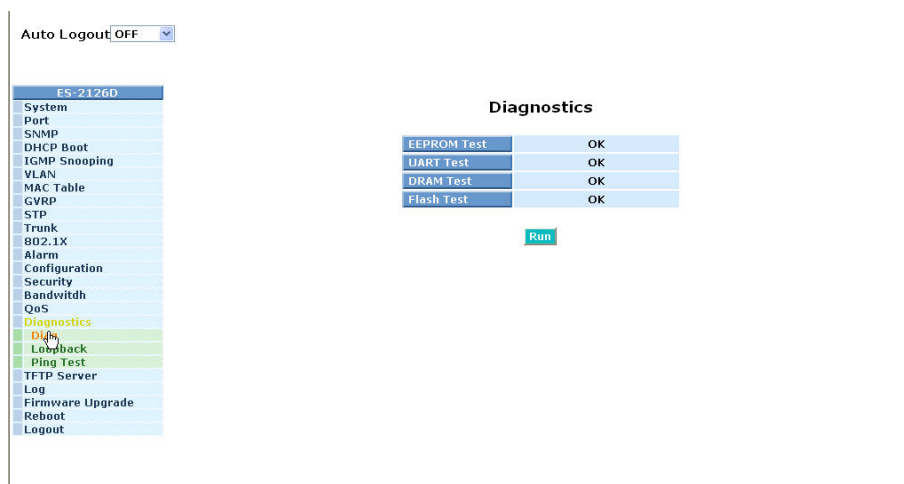 Auto Logout OFF
ES-2126D
System
Port
SNMP
DHCP Boot
IGMP Snooping
VLAN
MAC Table
GVRP
STP
Trunk
802.1X
Alarm
Configuration
Security
Bandwitdh
QoS
Diagnostics
Diag
Loopback
Ping Test
TFTP Server
Log
Firmware Upgrade
Reboot
Logout
Diagnostics
EEPROM Test OK
UART Test OK
DRAM Test OK
Flash Test OK
Run